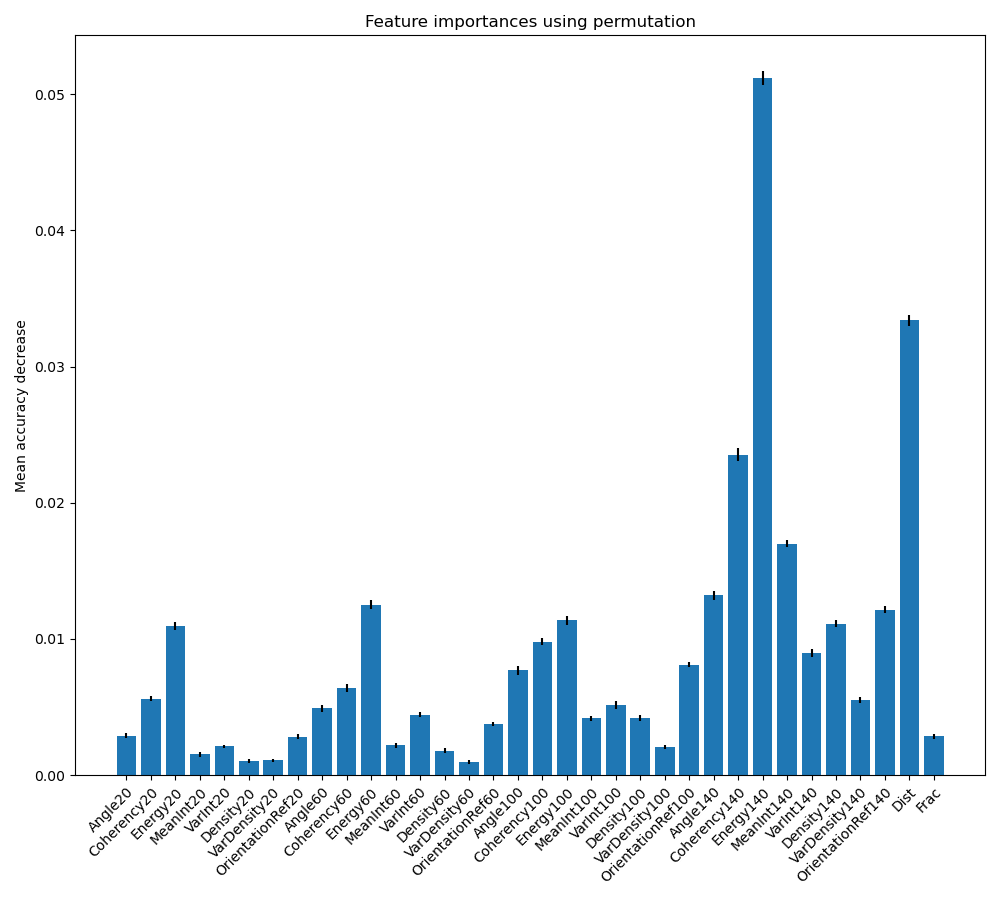 Feature importances using permutation
Mean accuracy decrease
0.05
0.04
0.03
0.02
0.01
0.00
Angle20
Coherency20
Energy20
MeanInt20
VarInt20
Density20
VarDensity20
OrientationRef20
Angle60
Coherency60
Energy60
MeanInt60
VarInt60
Density60
VarDensity60
OrientationRef60
Angle100
Coherency100
Energy100
MeanInt100
VarInt100
Density100
VarDensity100
OrientationRef100
Angle140
Coherency140
Energy140
MeanInt140
VarInt140
Density140
VarDensity140
OrientationRef140
Dist
Frac